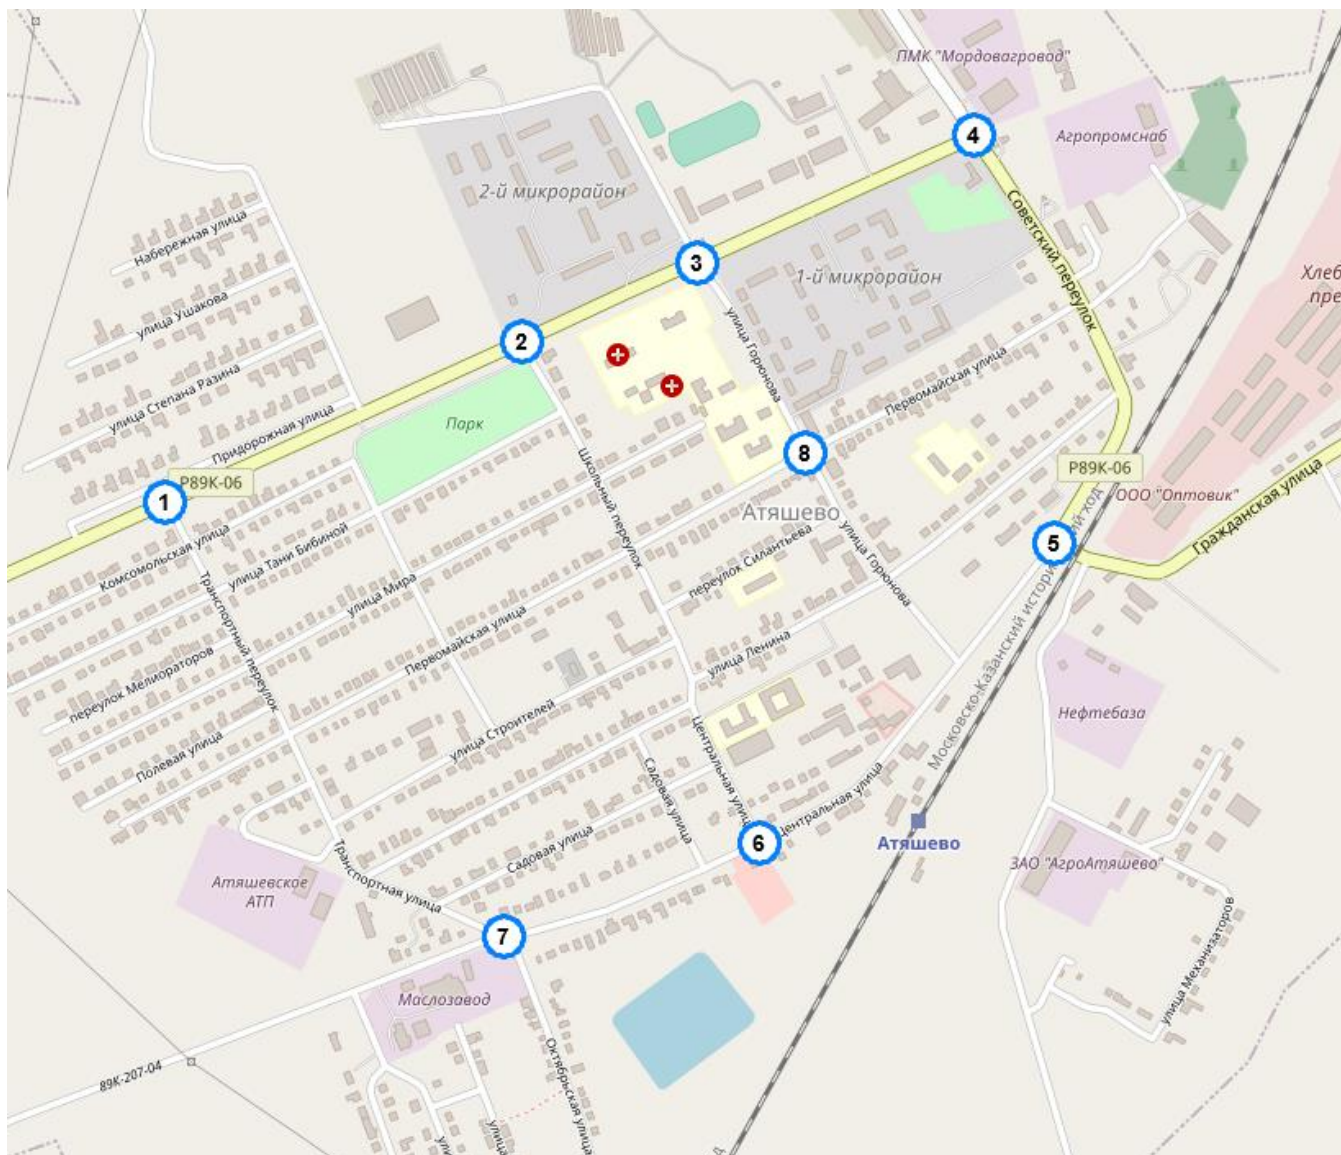 ПМК "Мордовагровод"
4
Агропромснаб
2-й микрорайон
Советский переулок
Набережная улица
3
1-й микрорайон
Хлеб
пре
улица Ушакова
улица Горюнова
2
улица Степана Разина
Первомайская улица
Придорожная улица
Парк
8
Р89К-06
Р89К-06
1
Школьный переулок
ООО "Оптовик"
Гражданская улица
Атяшево
Комсомольская улица
улица Тани Бибиной
переулок Силантьева
улица Горюнова
5
Транспортный переулок
улица Мира
Первомайская улица
переулок Мелиораторов
улица Ленина
Московско-Казанский истори
й ход
Нефтебаза
Полевая улица
улица Строителей
Центральная улица
Садовая улица
Центральная улица
6
Атяшево
Садовая улица
ЗАО "АгроАтяшево"
Транспортная улица
Атяшевское
АТП
7
улица Механизаторов
Маслозавод
89К-207-04
Октябрьская улица
улица
ули
д